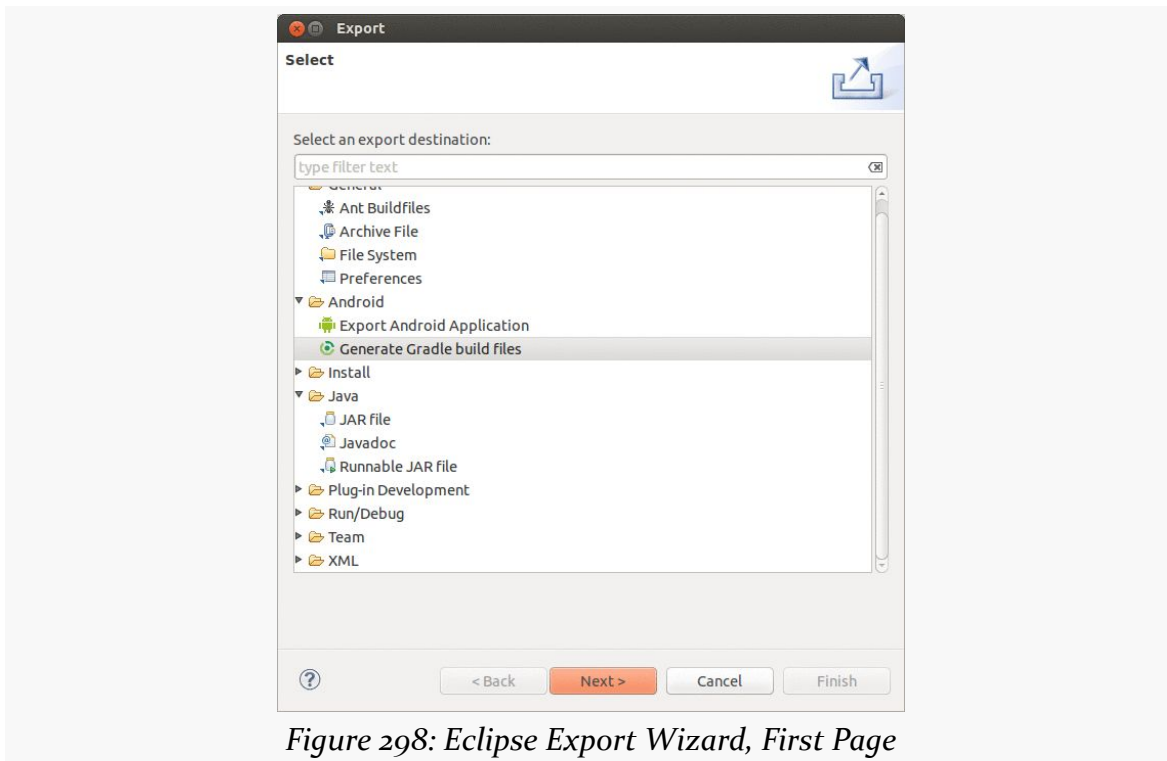 Export
Select
Select an export destination:
type filter text
General
Ant Buildfiles
Archive File
File System
Preferences
Android
Export Android Application
Generate Gradle build files
Install
Java
JAR file
Javadoc
Runnable JAR file
Plug-in Development
Run/Debug
Team
XML
< Back
Next >
Cancel
Finish
Figure 298: Eclipse Export Wizard, First Page